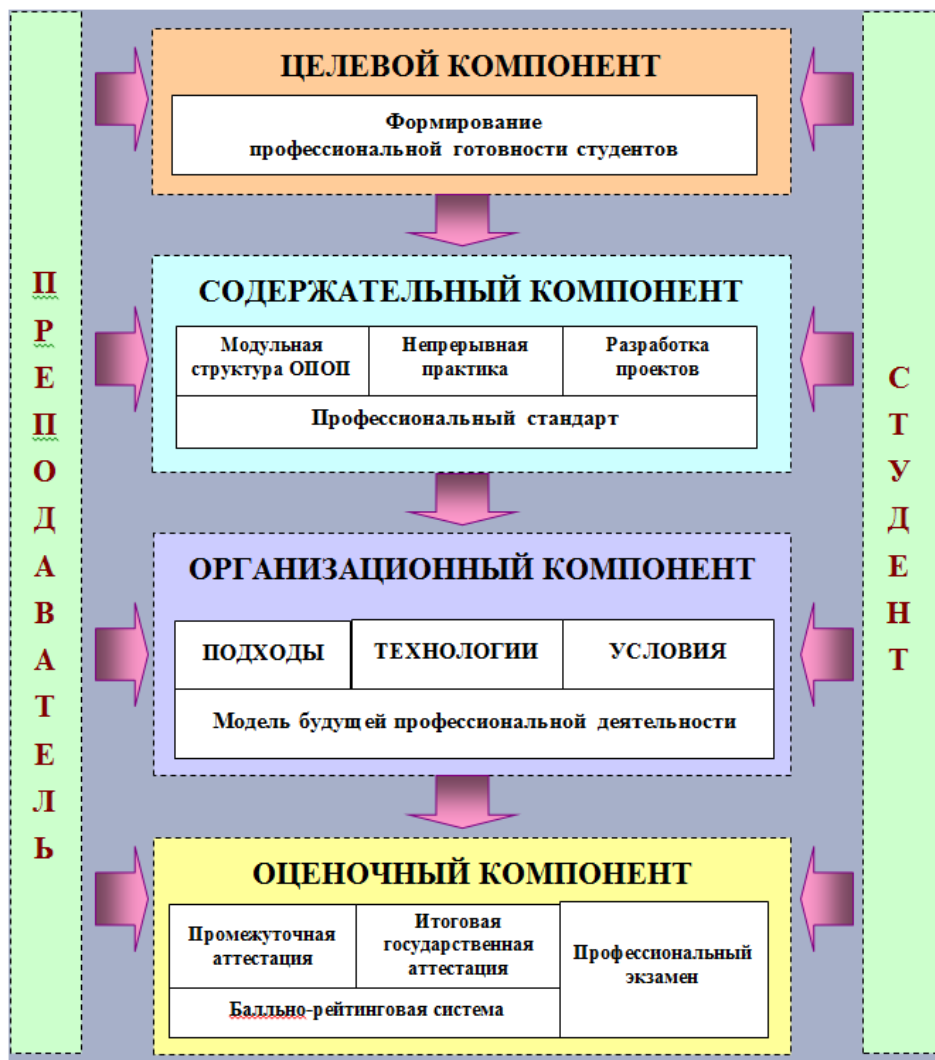 ПРЕПОДАВАТЕЛЬ
ЦЕЛЕВОЙ КОМПОНЕНТ
Формирование
профессиональной готовности студентов
СОДЕРЖАТЕЛЬНЫЙ КОМПОНЕНТ
Модульная
структура ОПОП
Непрерывная
практика
Разработка
проектов
Профессиональный стандарт
ОРГАНИЗАЦИОННЫЙ КОМПОНЕНТ
ПОДХОДЫ
ТЕХНОЛОГИИ
УСЛОВИЯ
Модель будущей профессиональной деятельности
ОЦЕНОЧНЫЙ КОМПОНЕНТ
Промежуточная
аттестация
Итоговая
государственная
аттестация
Профессиональный
экзамен
Балльно-рейтинговая система
СТУДЕНТ